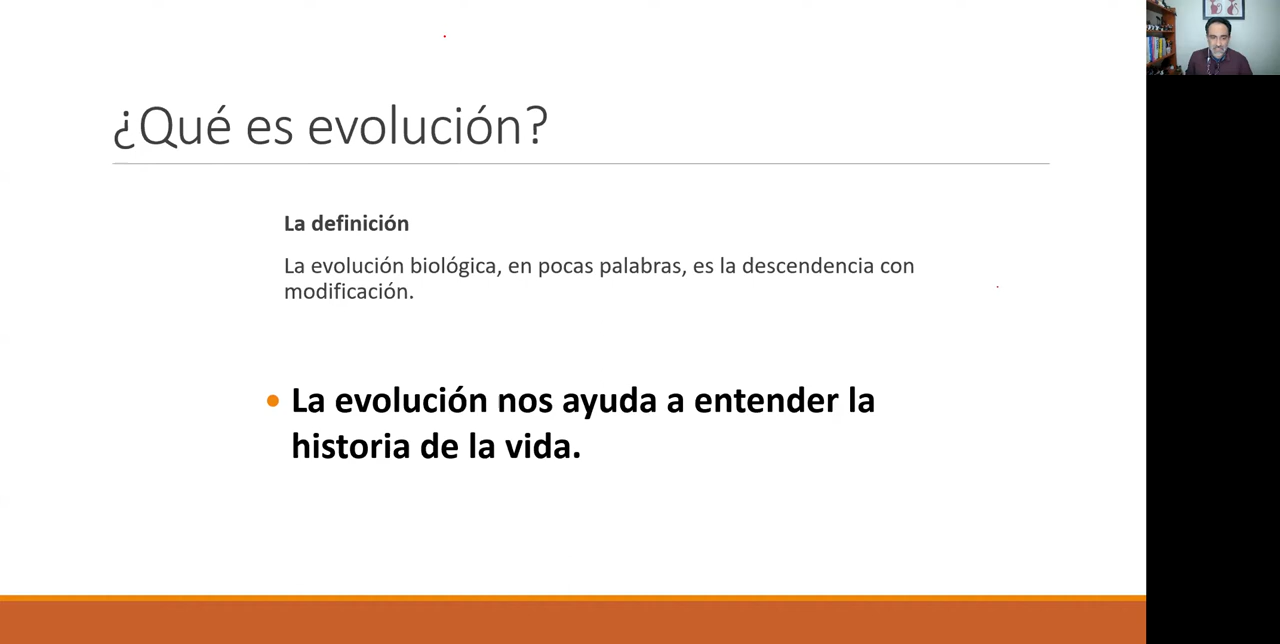 ¿Qué es evolución?
La definición
La evolución biológica, en pocas palabras, es la descendencia con
modificación.
• La evolución nos ayuda a entender la
historia de la vida.